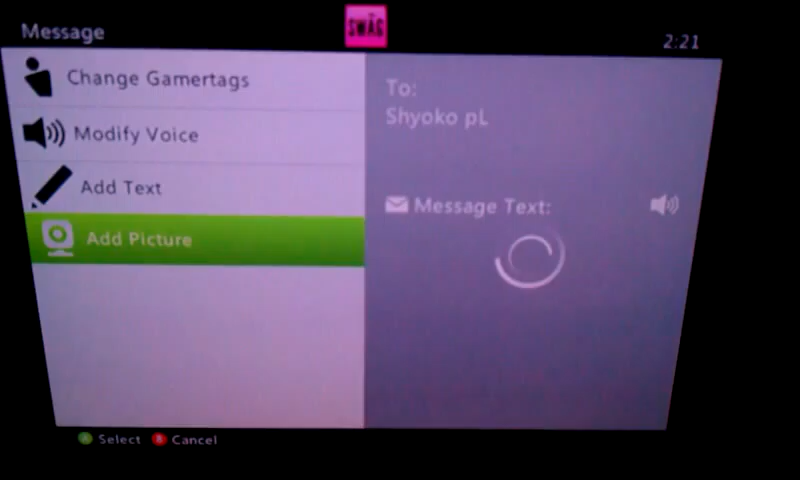 Message
SWAG
2:21
Change Gamertags
Modify Voice
Add Text
Add Picture
To:
Shyoko pL
Message Text:
A Select B Cancel